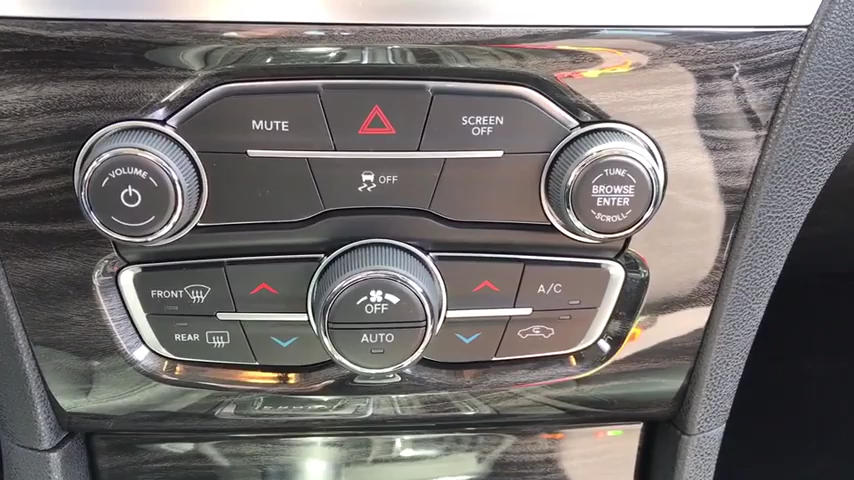 MUTE
SCREEN
OFF
VOLUME
OFF
TUNE
BROWSE
ENTER
SCROLL
FRONT
OFF
A/C
REAR
AUTO